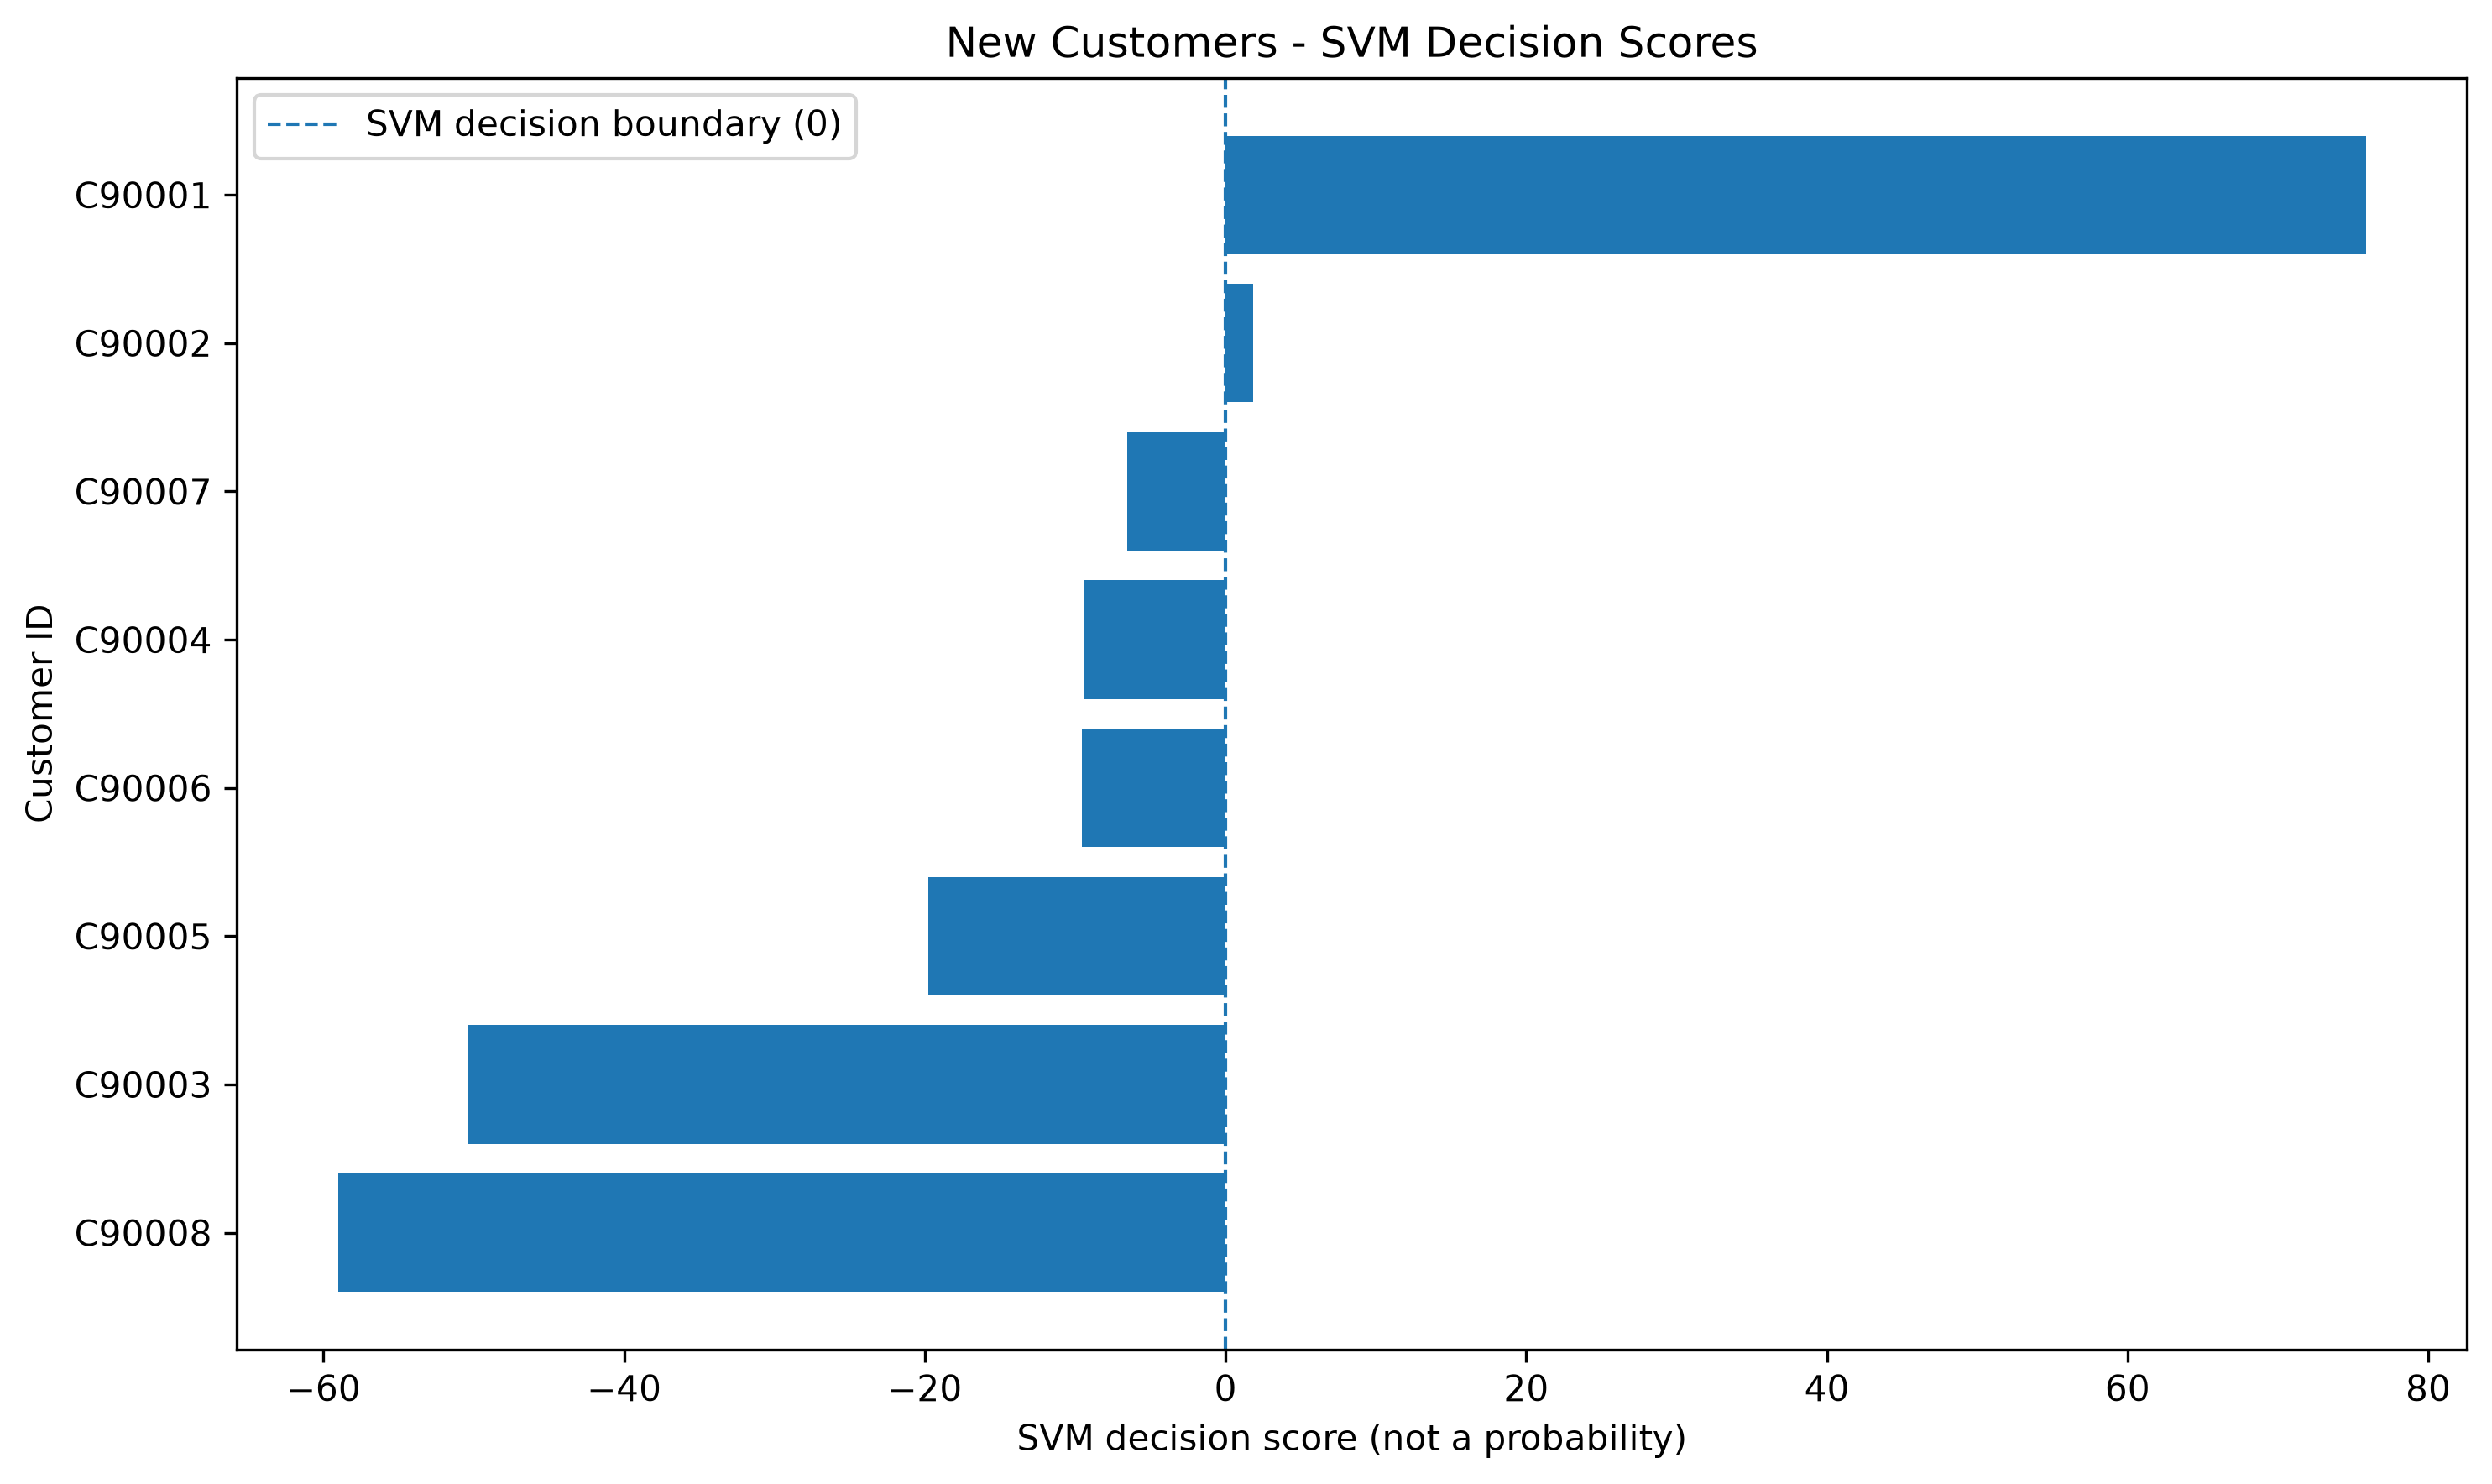 New Customers - SVM Decision Scores
SVM decision boundary (0)
C90001
C90002
C90007
C90004
C90006
C90005
C90003
C90008
Customer ID
−60 −40 −20 0 20 40 60 80
SVM decision score (not a probability)